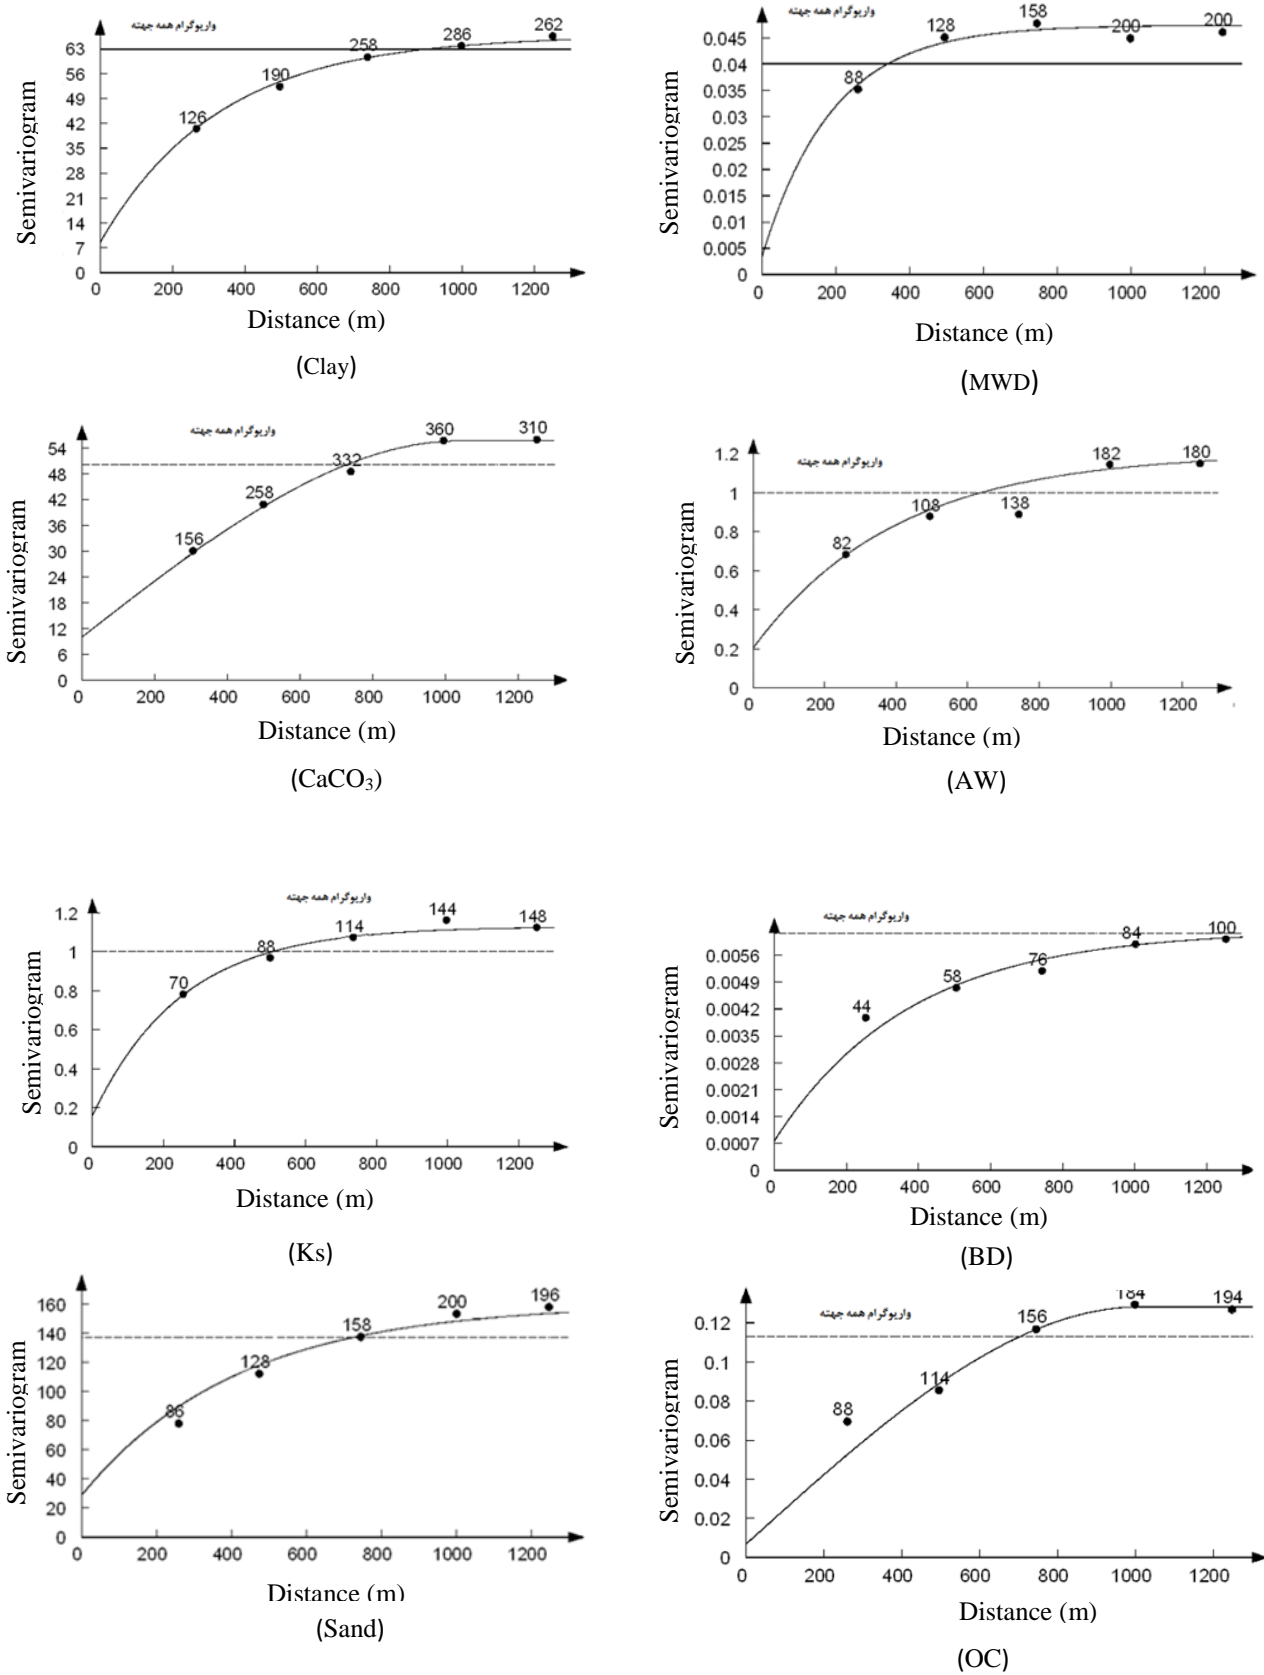 واریوگرام همه جهته
Semivariogram
63
56
49
42
35
28
21
14
7
0
126
190
258
286
262
0 200 400 600 800 1000 1200
Distance (m)
(Clay)
واریوگرام همه جهته
Semivariogram
0.045
0.04
0.035
0.03
0.025
0.02
0.015
0.01
0.005
0
88
128
158
200
200
0 200 400 600 800 1000 1200
Distance (m)
(MWD)
واریوگرام همه جهته
Semivariogram
54
48
42
36
30
24
18
12
6
0
156
258
332
360
310
0 200 400 600 800 1000 1200
Distance (m)
(CaCO₃)
واریوگرام همه جهته
Semivariogram
1.2
1
0.8
0.6
0.4
0.2
0
82
108
138
182
180
0 200 400 600 800 1000 1200
Distance (m)
(AW)
واریوگرام همه جهته
Semivariogram
1.2
1
0.8
0.6
0.4
0.2
0
70
88
114
144
148
0 200 400 600 800 1000 1200
Distance (m)
(Ks)
واریوگرام همه جهته
Semivariogram
0.0056
0.0049
0.0042
0.0035
0.0028
0.0021
0.0014
0.0007
0
44
58
76
84
100
0 200 400 600 800 1000 1200
Distance (m)
(BD)
Semivariogram
160
140
120
100
80
60
40
20
0
86
128
158
200
196
0 200 400 600 800 1000 1200
Distance (m)
(Sand)
واریوگرام همه جهته
Semivariogram
0.12
0.1
0.08
0.06
0.04
0.02
0
88
114
156
184
194
0 200 400 600 800 1000 1200
Distance (m)
(OC)